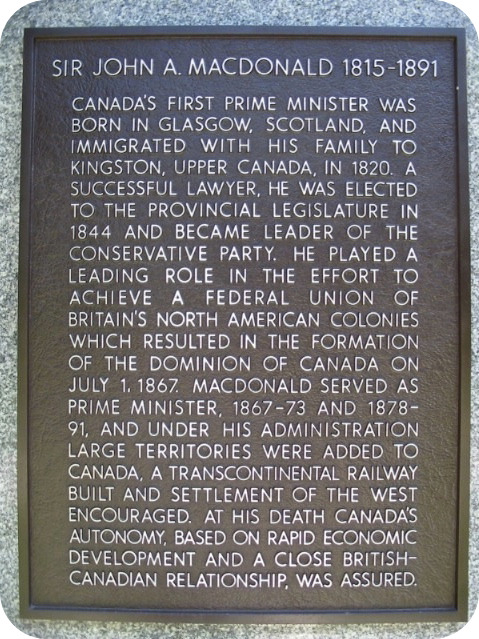 SIR JOHN A. MACDONALD 1815-1891
CANADA'S FIRST PRIME MINISTER WAS
BORN IN GLASGOW, SCOTLAND, AND
IMMIGRATED WITH HIS FAMILY TO
KINGSTON, UPPER CANADA, IN 1820. A
SUCCESSFUL LAWYER, HE WAS ELECTED
TO THE PROVINCIAL LEGISLATURE IN
1844 AND BECAME LEADER OF THE
CONSERVATIVE PARTY. HE PLAYED A
LEADING ROLE IN THE EFFORT TO
ACHIEVE A FEDERAL UNION OF
BRITAIN'S NORTH AMERICAN COLONIES
WHICH RESULTED IN THE FORMATION
OF THE DOMINION OF CANADA ON
JULY 1, 1867. MACDONALD SERVED AS
PRIME MINISTER, 1867-73 AND 1878-
91, AND UNDER HIS ADMINISTRATION
LARGE TERRITORIES WERE ADDED TO
CANADA, A TRANSCONTINENTAL RAILWAY
BUILT AND SETTLEMENT OF THE WEST
ENCOURAGED. AT HIS DEATH CANADA'S
AUTONOMY, BASED ON RAPID ECONOMIC
DEVELOPMENT AND A CLOSE BRITISH-
CANADIAN RELATIONSHIP, WAS ASSURED.